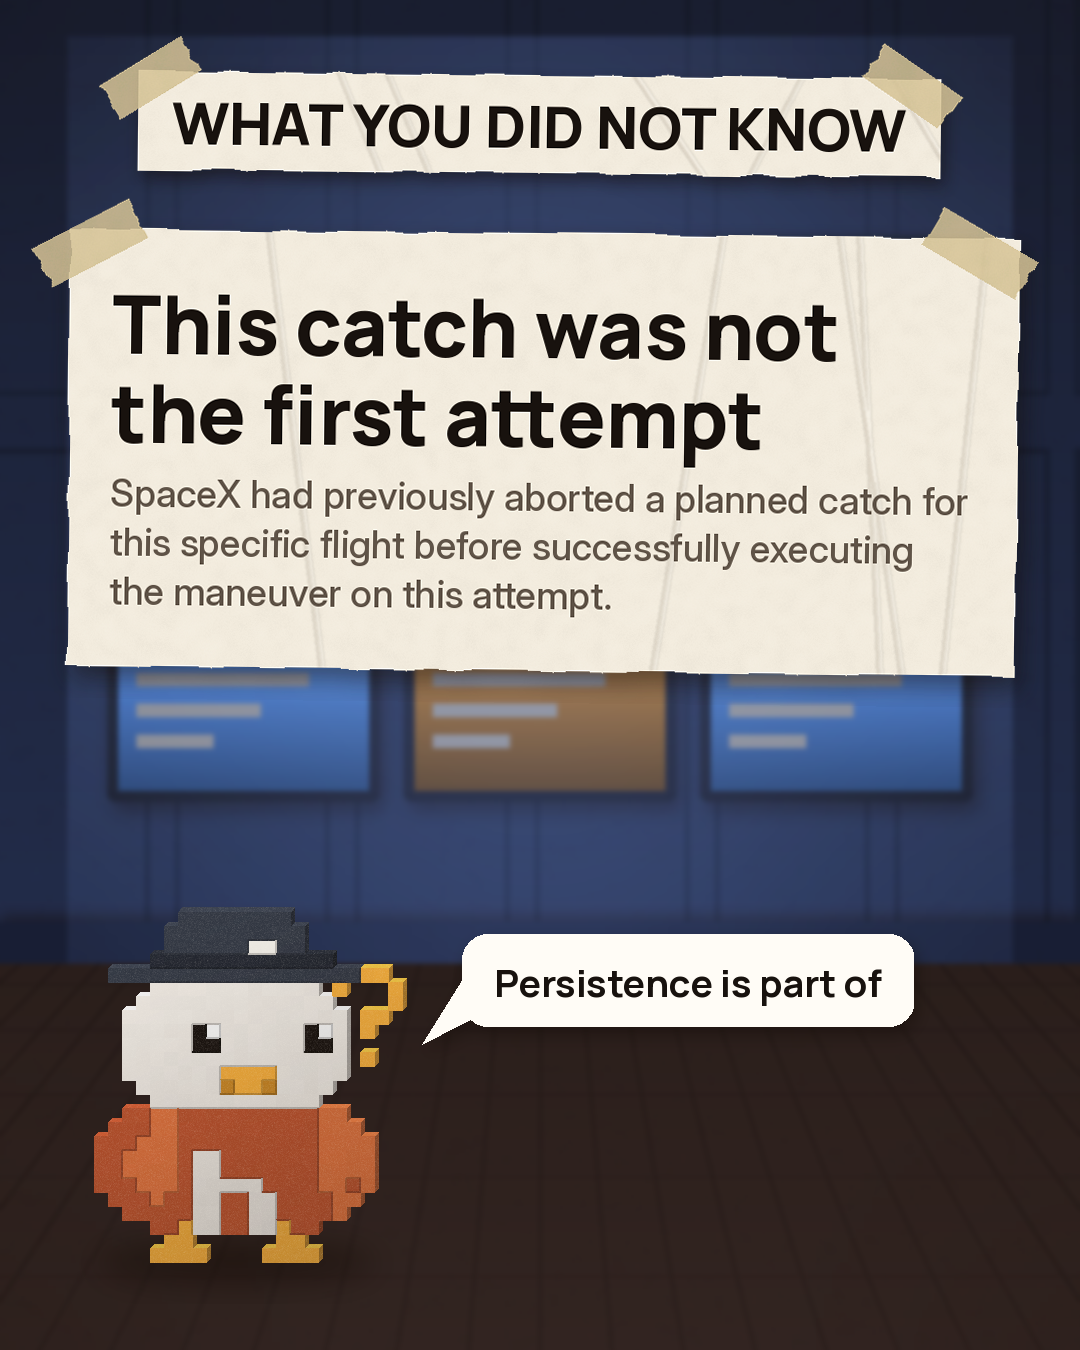 WHAT YOU DID NOT KNOW
This catch was not
the first attempt
SpaceX had previously aborted a planned catch for
this specific flight before successfully executing
the maneuver on this attempt.
?
Persistence is part of
h